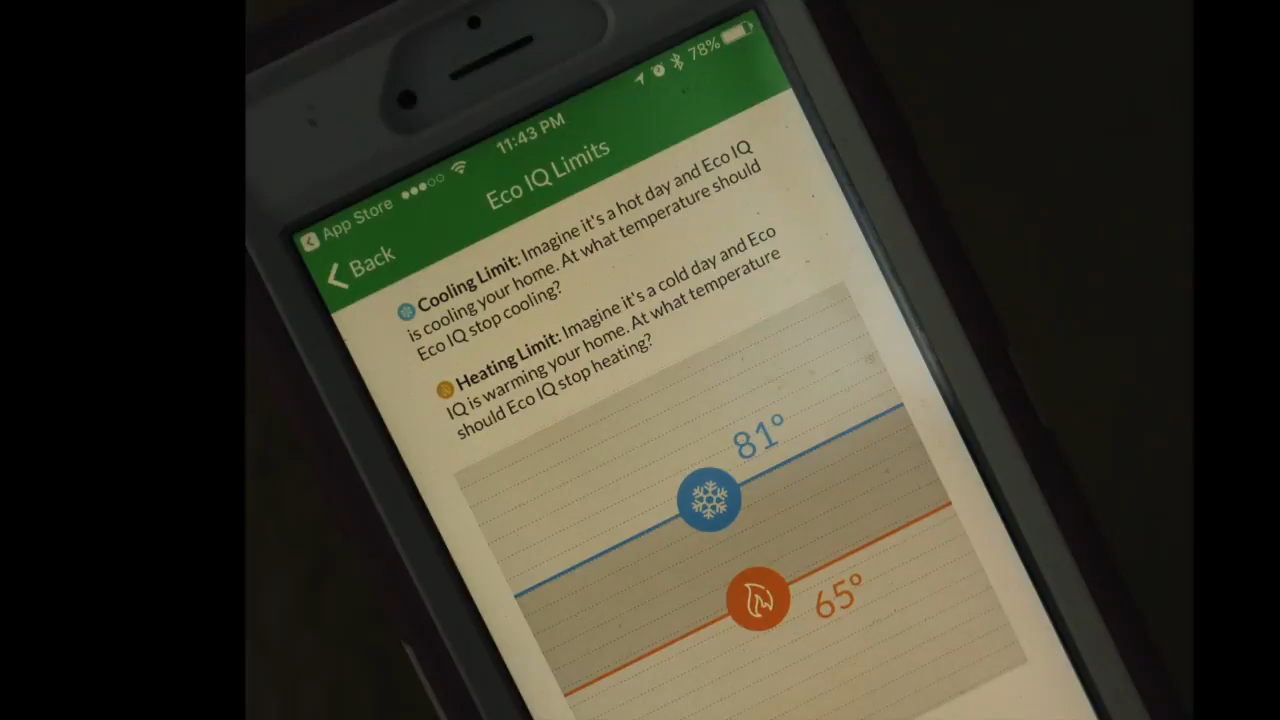 App Store 11:43 PM 78%
Back Eco IQ Limits
Cooling Limit: Imagine it's a hot day and Eco IQ
is cooling your home. At what temperature should
Eco IQ stop cooling?
Heating Limit: Imagine it's a cold day and Eco
IQ is warming your home. At what temperature
should Eco IQ stop heating?
81°
65°